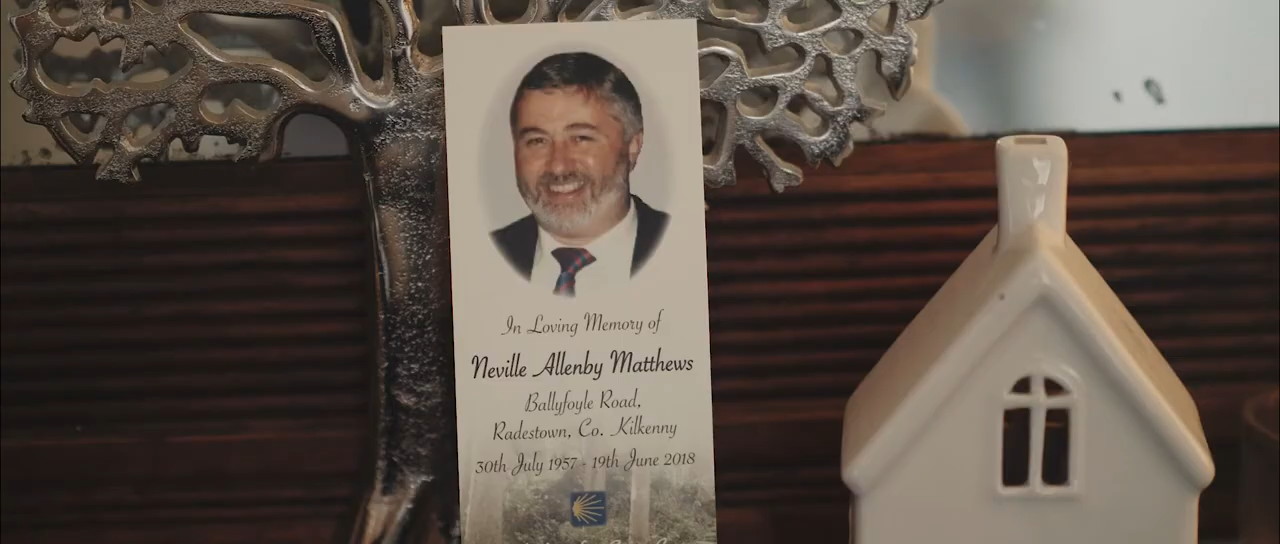 In Loving Memory of
Neville Allenby Matthews
Ballyfoyle Road,
Radestown, Co. Kilkenny
30th July 1957 - 19th June 2018